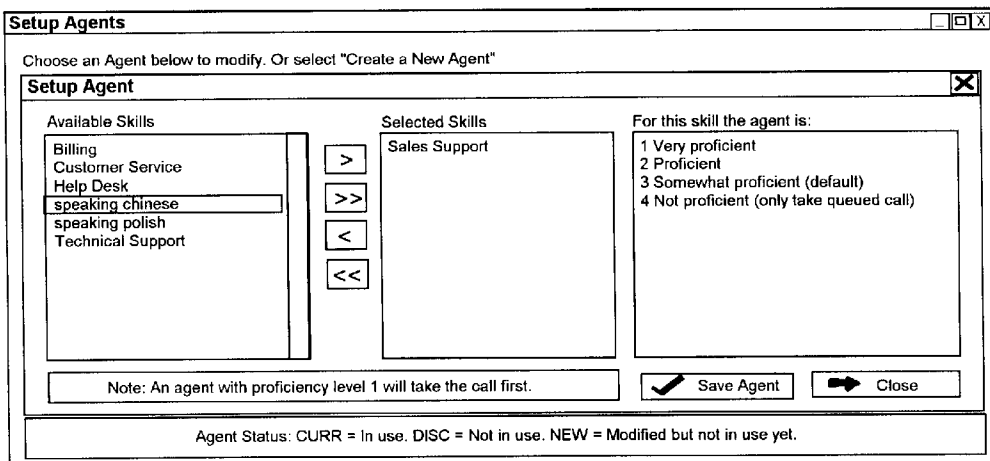 Setup Agents
Choose an Agent below to modify. Or select "Create a New Agent"
Setup Agent
Available Skills
Billing
Customer Service
Help Desk
speaking chinese
speaking polish
Technical Support
>
>>
<
<<
Selected Skills
Sales Support
For this skill the agent is:
1 Very proficient
2 Proficient
3 Somewhat proficient (default)
4 Not proficient (only take queued call)
Note: An agent with proficiency level 1 will take the call first.
Save Agent
Close
Agent Status: CURR = In use. DISC = Not in use. NEW = Modified but not in use yet.